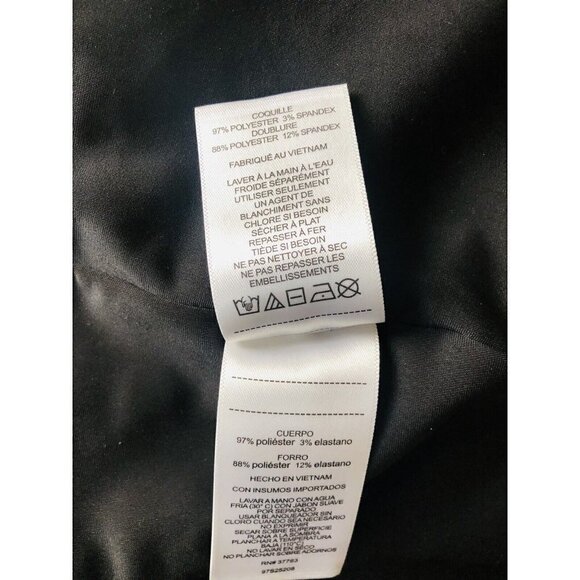 COQUILLE
97% POLYESTER 3% SPANDEX
DOUBLURE
88% POLYESTER 12% SPANDEX
FABRIQUÉ AU VIETNAM
LAVER À LA MAIN À L'EAU
FROIDE SÉPARÉMENT
UTILISER SEULEMENT
UN AGENT DE
BLANCHIMENT SANS
CHLORE SI BESOIN
SÉCHER À PLAT
REPASSER À FER
TIÈDE SI BESOIN
NE PAS NETTOYER À SEC
NE PAS REPASSER LES
EMBELLISSEMENTS
CUERPO
97% poliéster 3% elastano
FORRO
88% poliéster 12% elastano
HECHO EN VIETNAM
CON INSUMOS IMPORTADOS
LAVAR A MANO CON AGUA
FRIA (30° C) CON JABON SUAVE
POR SEPARADO
USAR BLANQUEADOR SIN
CLORO CUANDO SEA NECESARIO
NO EXPRIMIR
SECAR SOBRE SUPERFICIE
PLANA A LA SOMBRA
PLANCHAR A TEMPERATURA
BAJA (110°C)
NO LAVAR EN SECO
NO PLANCHAR SOBRE ADORNOS
RN# 37763
97S25208